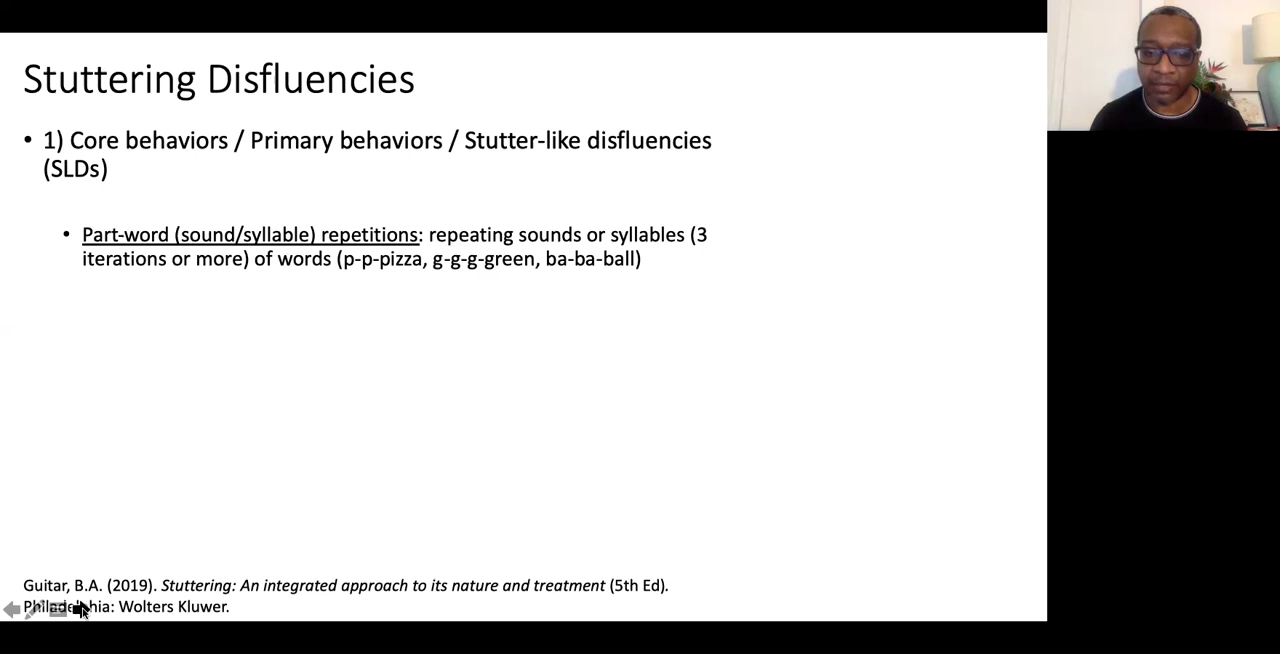 Stuttering Disfluencies
• 1) Core behaviors / Primary behaviors / Stutter-like disfluencies
(SLDs)
• Part-word (sound/syllable) repetitions: repeating sounds or syllables (3
iterations or more) of words (p-p-pizza, g-g-g-green, ba-ba-ball)
Guitar, B.A. (2019). Stuttering: An integrated approach to its nature and treatment (5th Ed).
Philadelphia: Wolters Kluwer.